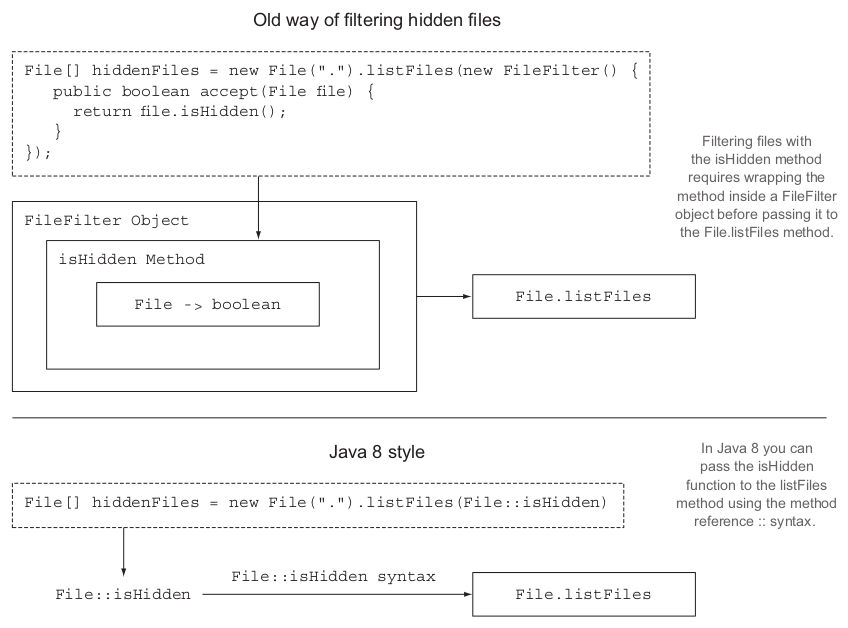 Old way of filtering hidden files
File[] hiddenFiles = new File(".").listFiles(new FileFilter() {
public boolean accept(File file) {
return file.isHidden();
}
});
Filtering files with
the isHidden method
requires wrapping the
method inside a FileFilter
object before passing it to
the File.listFiles method.
FileFilter Object
isHidden Method
File -> boolean
File.listFiles
Java 8 style
In Java 8 you can
pass the isHidden
function to the listFiles
method using the method
reference :: syntax.
File[] hiddenFiles = new File(".").listFiles(File::isHidden)
File::isHidden syntax
File::isHidden
File.listFiles